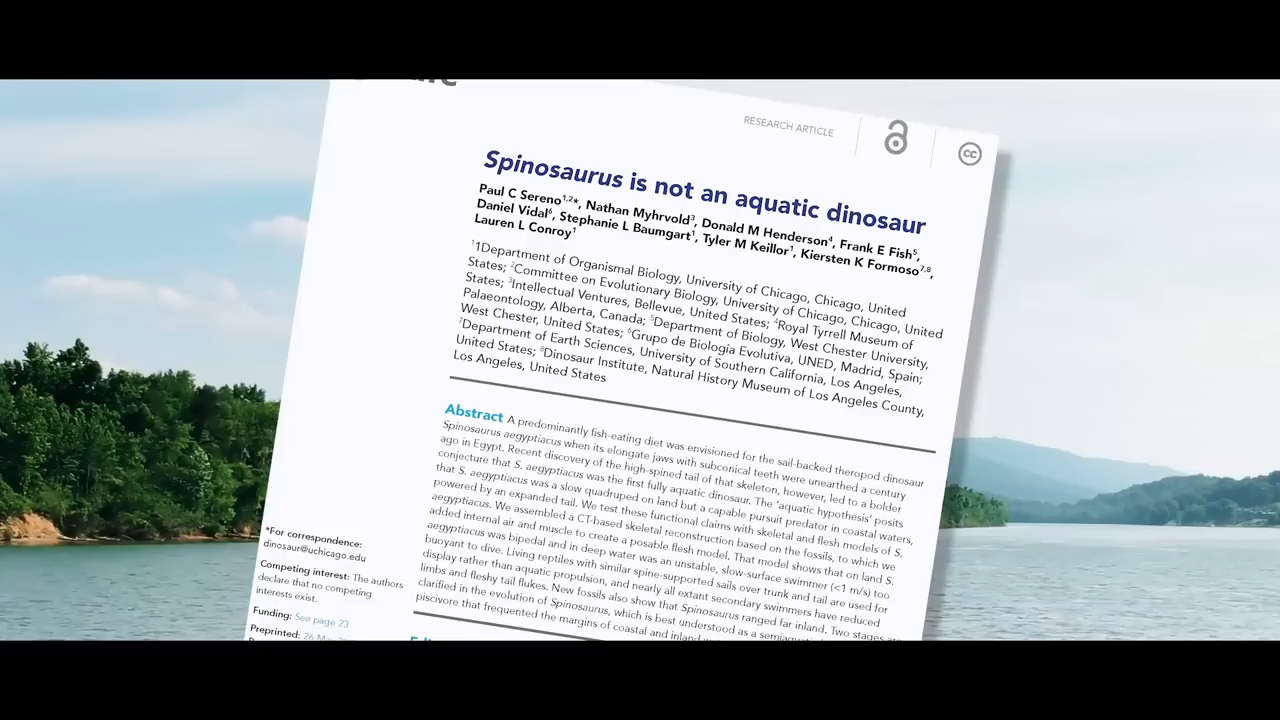 RESEARCH ARTICLE
cc
Spinosaurus is not an aquatic dinosaur
Paul C Sereno1,2*, Nathan Myhrvold3, Donald M Henderson4, Frank E Fish5,
Daniel Vidal6, Stephanie L Baumgart1, Tyler M Keillor1, Kiersten K Formoso7,8,
Lauren L Conroy1
11Department of Organismal Biology, University of Chicago, Chicago, United
States; 2Committee on Evolutionary Biology, University of Chicago, Chicago, United
States; 3Intellectual Ventures, Bellevue, United States; 4Royal Tyrrell Museum of
Palaeontology, Alberta, Canada; 5Department of Biology, West Chester University,
West Chester, United States; 6Grupo de Biología Evolutiva, UNED, Madrid, Spain;
7Department of Earth Sciences, University of Southern California, Los Angeles,
United States; 8Dinosaur Institute, Natural History Museum of Los Angeles County,
Los Angeles, United States
Abstract A predominantly fish-eating diet was envisioned for the sail-backed theropod dinosaur
Spinosaurus aegyptiacus when its elongate jaws with subconical teeth were unearthed a century
ago in Egypt. Recent discovery of the high-spined tail of that skeleton, however, led to a bolder
conjecture that S. aegyptiacus was the first fully aquatic dinosaur. The 'aquatic hypothesis' posits
that S. aegyptiacus was a slow quadruped on land but a capable pursuit predator in coastal waters,
powered by an expanded tail. We test these functional claims with skeletal and flesh models of S.
aegyptiacus. We assembled a CT-based skeletal reconstruction based on the fossils, to which we
added internal air and muscle to create a posable flesh model. That model shows that on land S.
aegyptiacus was bipedal and in deep water was an unstable, slow-surface swimmer (<1 m/s) too
buoyant to dive. Living reptiles with similar spine-supported sails over trunk and tail are used for
display rather than aquatic propulsion, and nearly all extant secondary swimmers have reduced
limbs and fleshy tail flukes. New fossils also show that Spinosaurus ranged far inland. Two stages are
clarified in the evolution of Spinosaurus, which is best understood as a
piscivore that frequented the margins of coastal and inland
*For correspondence:
dinosaur@uchicago.edu
Competing interest: The authors
declare that no competing
interests exist.
Funding: See page 23
Preprinted: 26